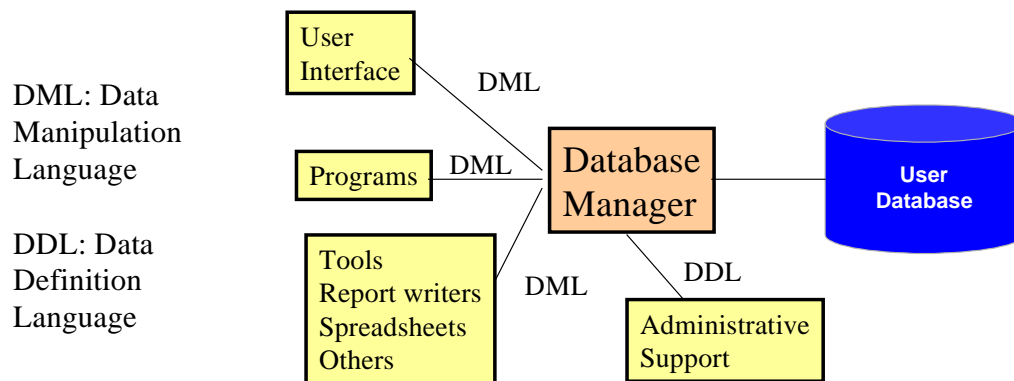 User
Interface
DML
DML: Data
Manipulation
Language
Programs
DML
Database
Manager
User
Database
DDL: Data
Definition
Language
Tools
Report writers
Spreadsheets
Others
DML
DDL
Administrative
Support